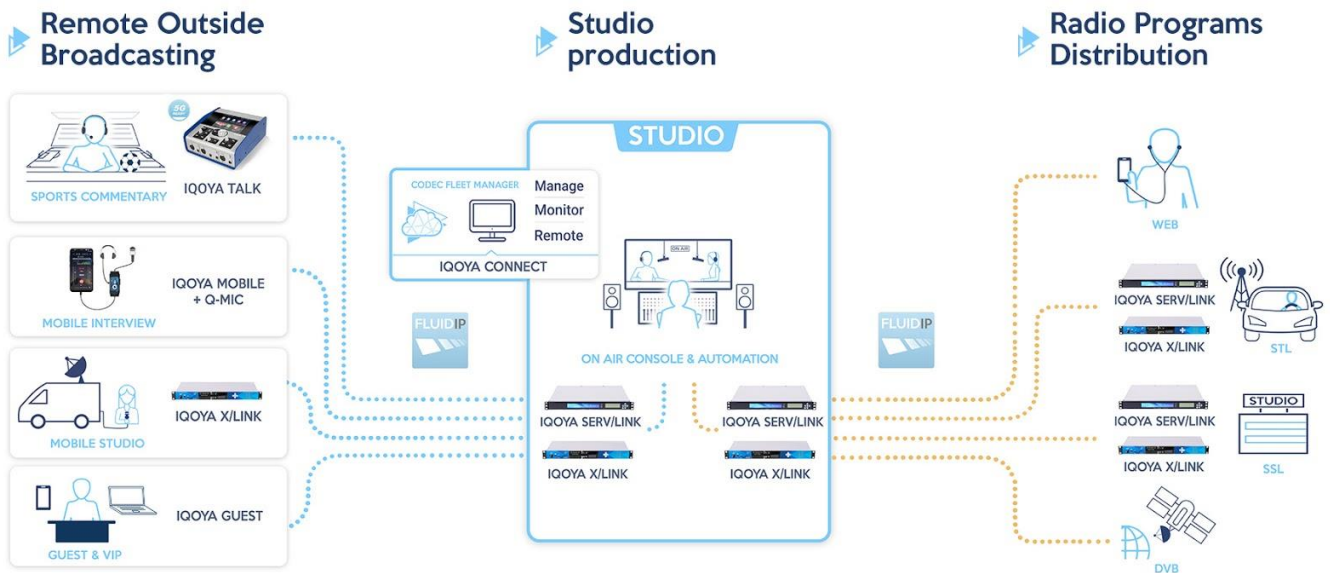 Remote Outside
Broadcasting
SPORTS COMMENTARY
5G
IQOYA TALK
MOBILE INTERVIEW
IQOYA MOBILE
+ Q-MIC
MOBILE STUDIO
IQOYA X/LINK
GUEST & VIP
IQOYA GUEST
FLUIDIP
Studio
production
STUDIO
CODEC FLEET MANAGER
Manage
Monitor
Remote
IQOYA CONNECT
ON AIR
ON AIR CONSOLE & AUTOMATION
IQOYA SERV/LINK
IQOYA X/LINK
IQOYA SERV/LINK
IQOYA X/LINK
FLUIDIP
Radio Programs
Distribution
WEB
IQOYA SERV/LINK
IQOYA X/LINK
STL
IQOYA SERV/LINK
IQOYA X/LINK
STUDIO
SSL
DVB